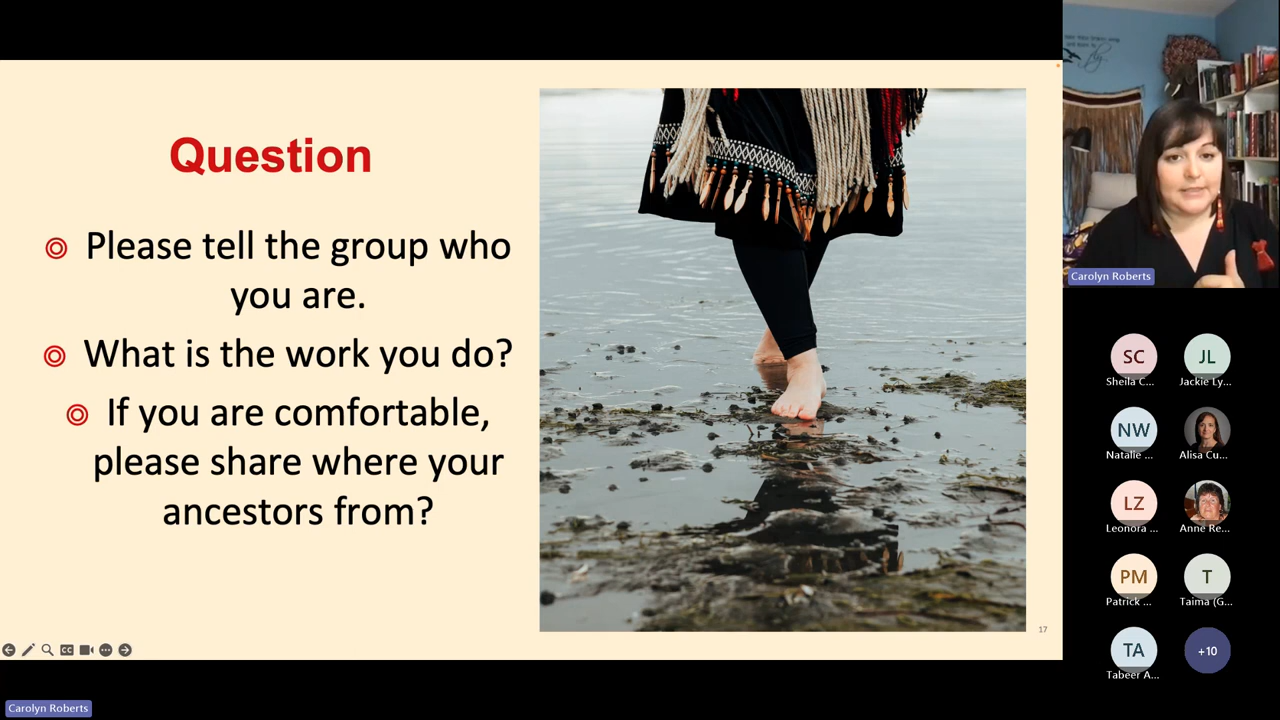 Question
Please tell the group who
you are.
What is the work you do?
If you are comfortable,
please share where your
ancestors from?
17
CC
Carolyn Roberts
Carolyn Roberts
SC
Sheila C...
JL
Jackie Ly...
NW
Natalie ...
Alisa Cu...
LZ
Leonora ...
Anne Re...
PM
Patrick ...
T
Taima (G...
TA
Tabeer A...
+10